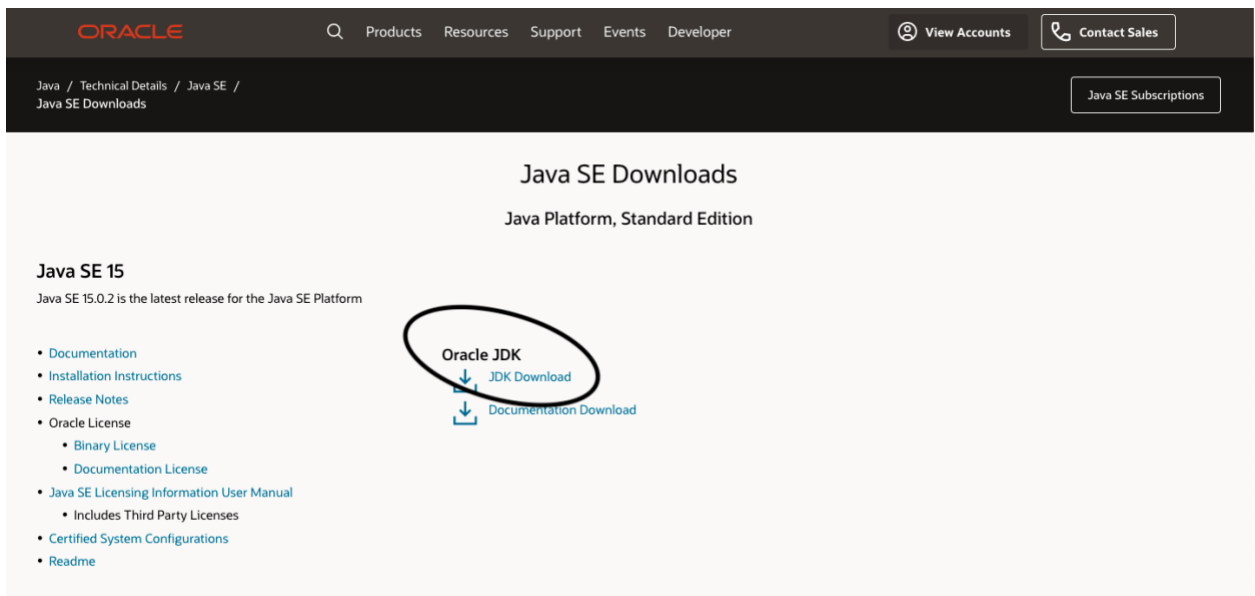 ORACLE
Products Resources Support Events Developer
View Accounts
Contact Sales
Java / Technical Details / Java SE /
Java SE Downloads
Java SE Subscriptions
Java SE Downloads
Java Platform, Standard Edition
Java SE 15
Java SE 15.0.2 is the latest release for the Java SE Platform
• Documentation
• Installation Instructions
• Release Notes
• Oracle License
• Binary License
• Documentation License
• Java SE Licensing Information User Manual
• Includes Third Party Licenses
• Certified System Configurations
• Readme
Oracle JDK
JDK Download
Documentation Download